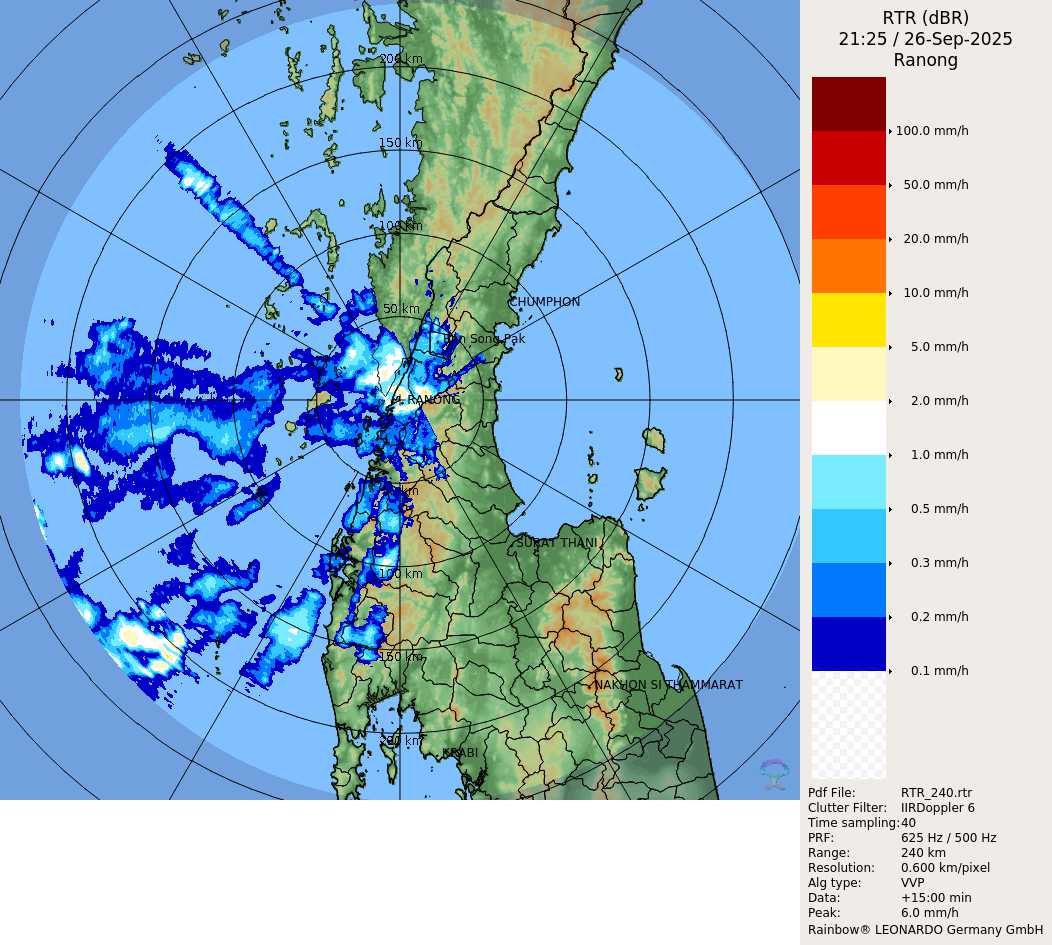 RTR (dBR)
21:25 / 26-Sep-2025
Ranong
200 km
150 km
100 km
50 km
CHUMPHON
Ban Song Pak
RANONG
SURAT THANI
100 km
150 km
NAKHON SI THAMMARAT
200 km
KRABI
100.0 mm/h
50.0 mm/h
20.0 mm/h
10.0 mm/h
5.0 mm/h
2.0 mm/h
1.0 mm/h
0.5 mm/h
0.3 mm/h
0.2 mm/h
0.1 mm/h
Pdf File: RTR_240.rtr
Clutter Filter: IIRDoppler 6
Time sampling:40
PRF: 625 Hz / 500 Hz
Range: 240 km
Resolution: 0.600 km/pixel
Alg type: VVP
Data: +15:00 min
Peak: 6.0 mm/h
Rainbow® LEONARDO Germany GmbH